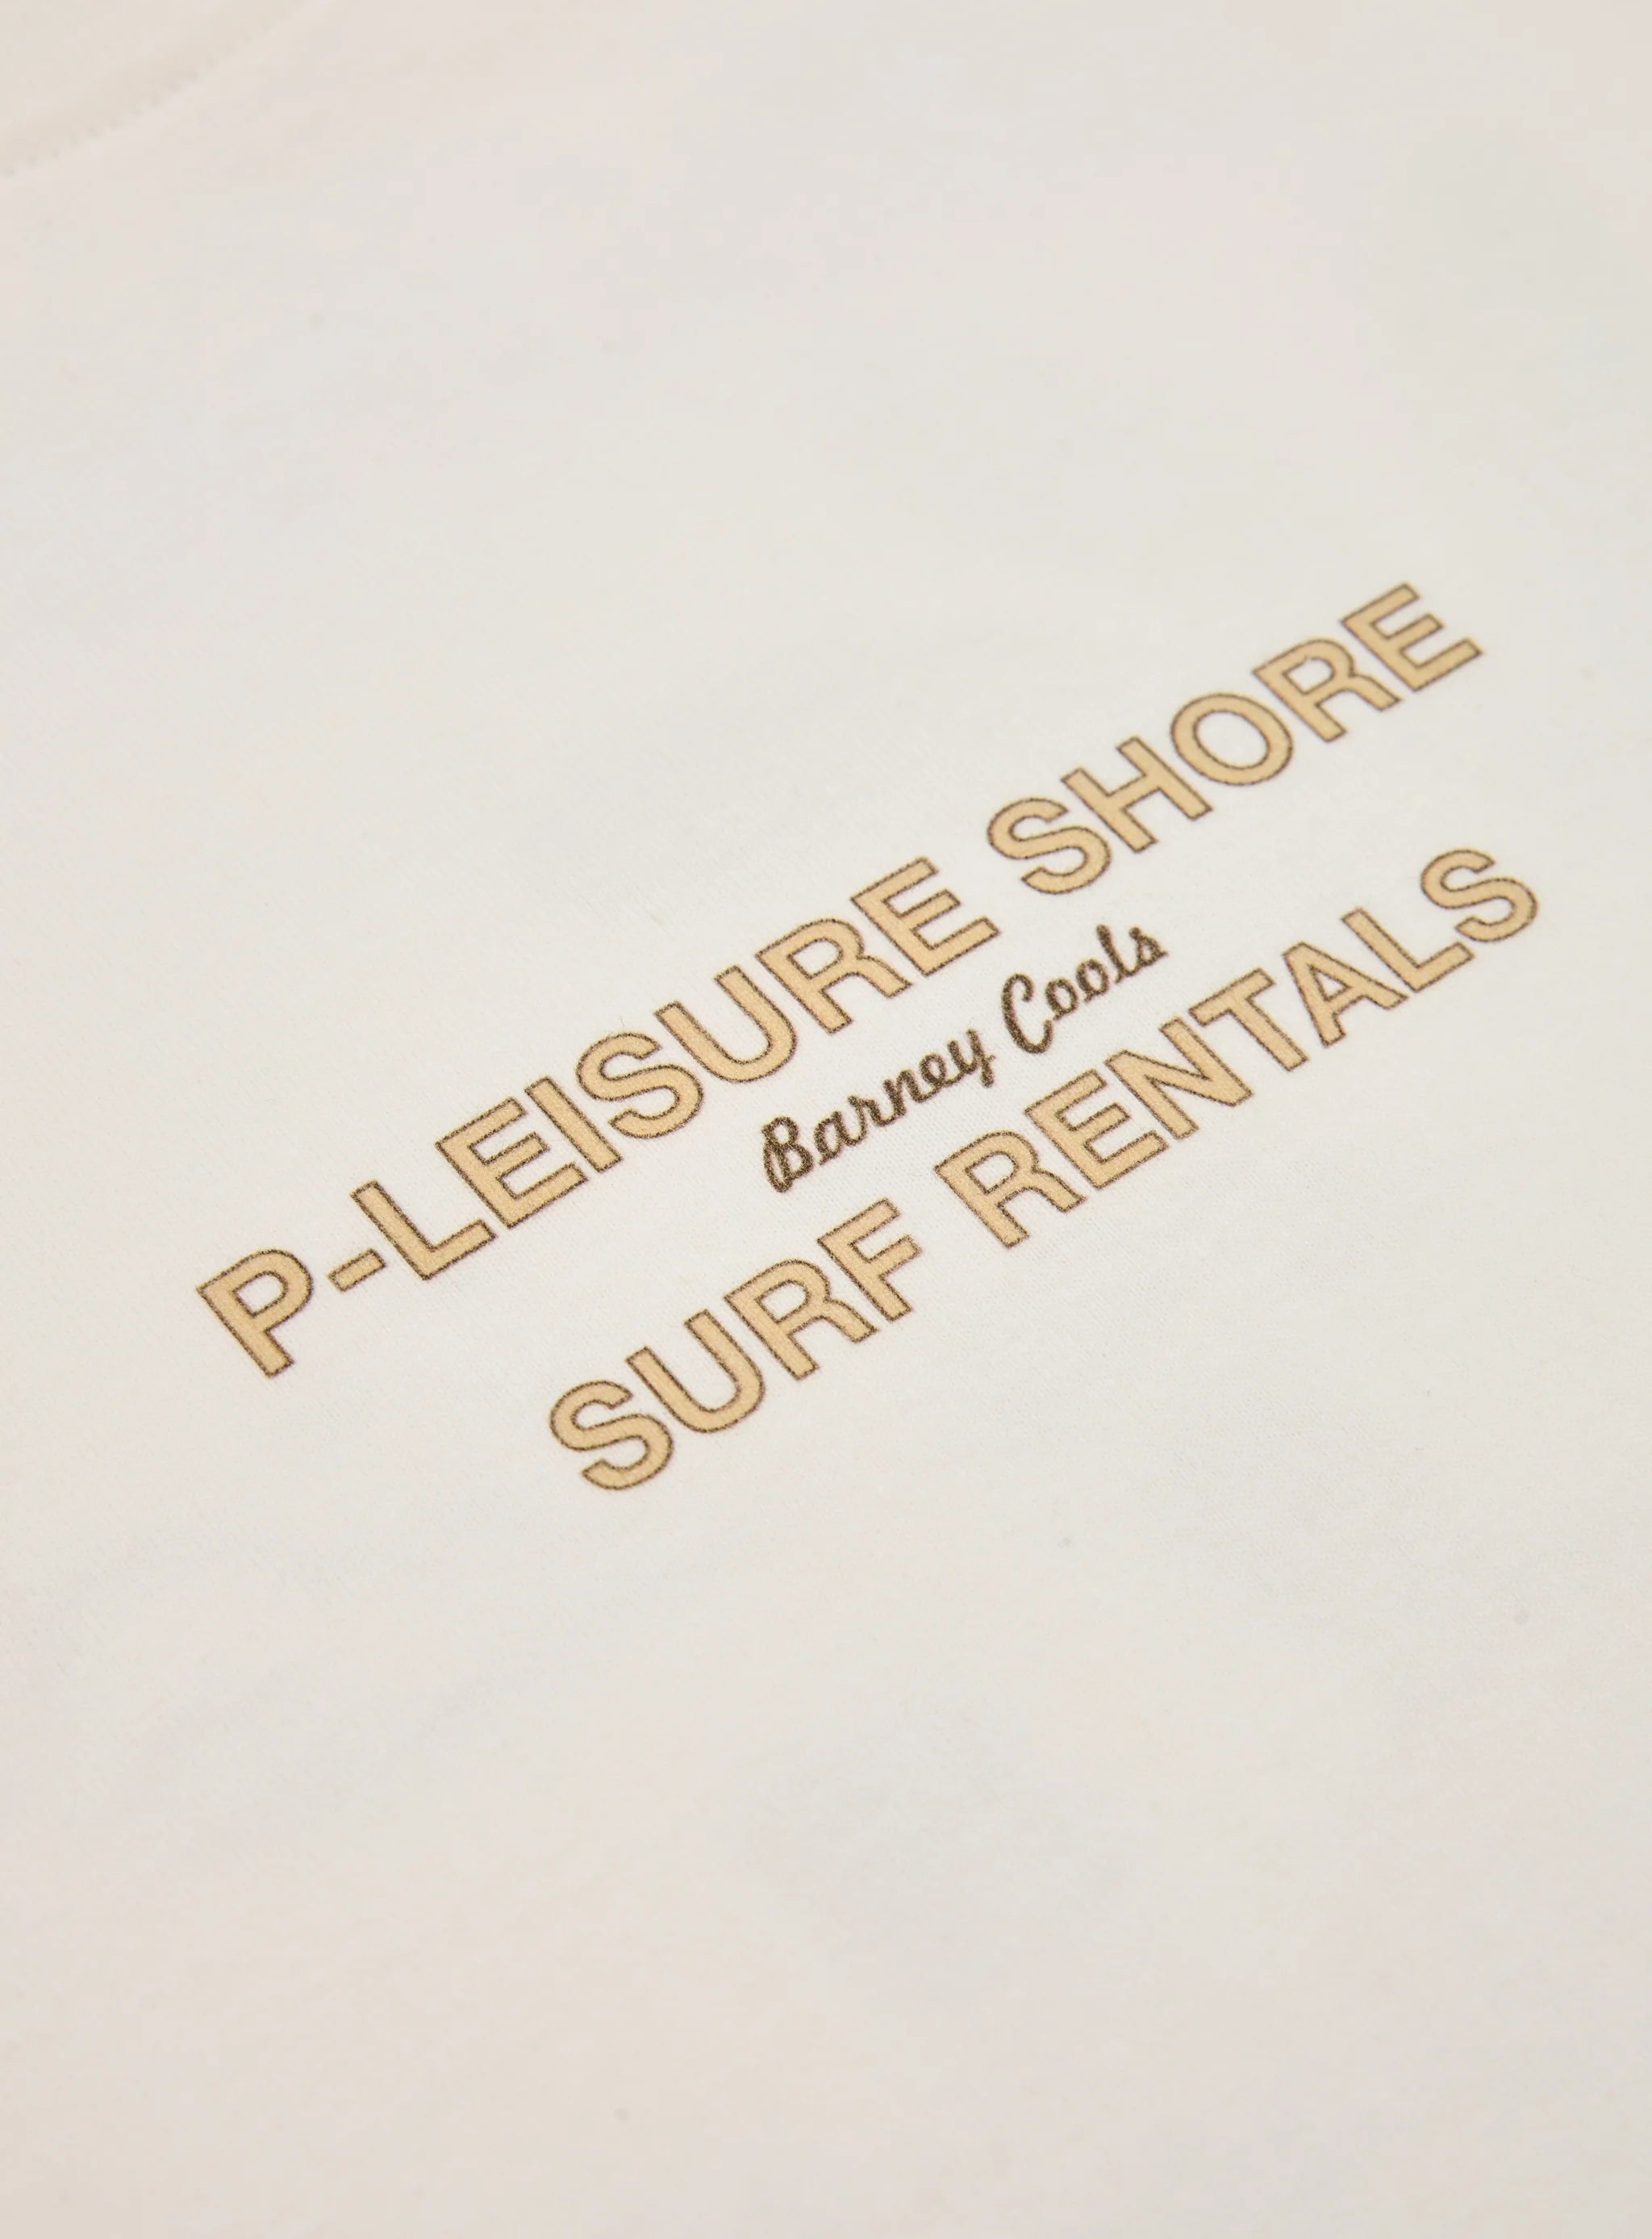 P-LEISURE SHORE
Barney Cools
SURF RENTALS